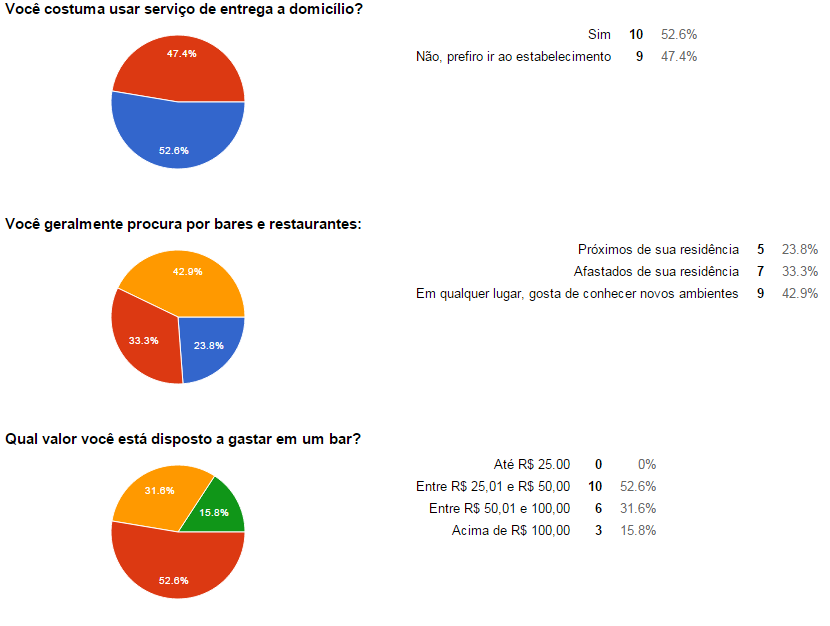 Você costuma usar serviço de entrega a domicílio?
47.4%
52.6%
Sim 10 52.6%
Não, prefiro ir ao estabelecimento 9 47.4%
Você geralmente procura por bares e restaurantes:
42.9%
33.3%
23.8%
Próximos de sua residência 5 23.8%
Afastados de sua residência 7 33.3%
Em qualquer lugar, gosta de conhecer novos ambientes 9 42.9%
Qual valor você está disposto a gastar em um bar?
31.6%
15.8%
52.6%
Até R$ 25.00 0 0%
Entre R$ 25,01 e R$ 50,00 10 52.6%
Entre R$ 50,01 e 100,00 6 31.6%
Acima de R$ 100,00 3 15.8%